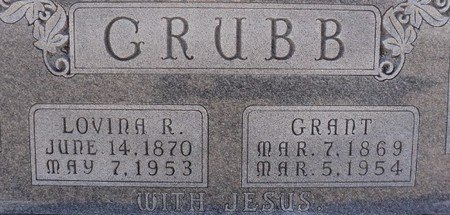 GRUBB
LOVINA R.
JUNE 14, 1870
MAY 7, 1953
GRANT
MAR. 7, 1869
MAR. 5, 1954
WITH JESUS.